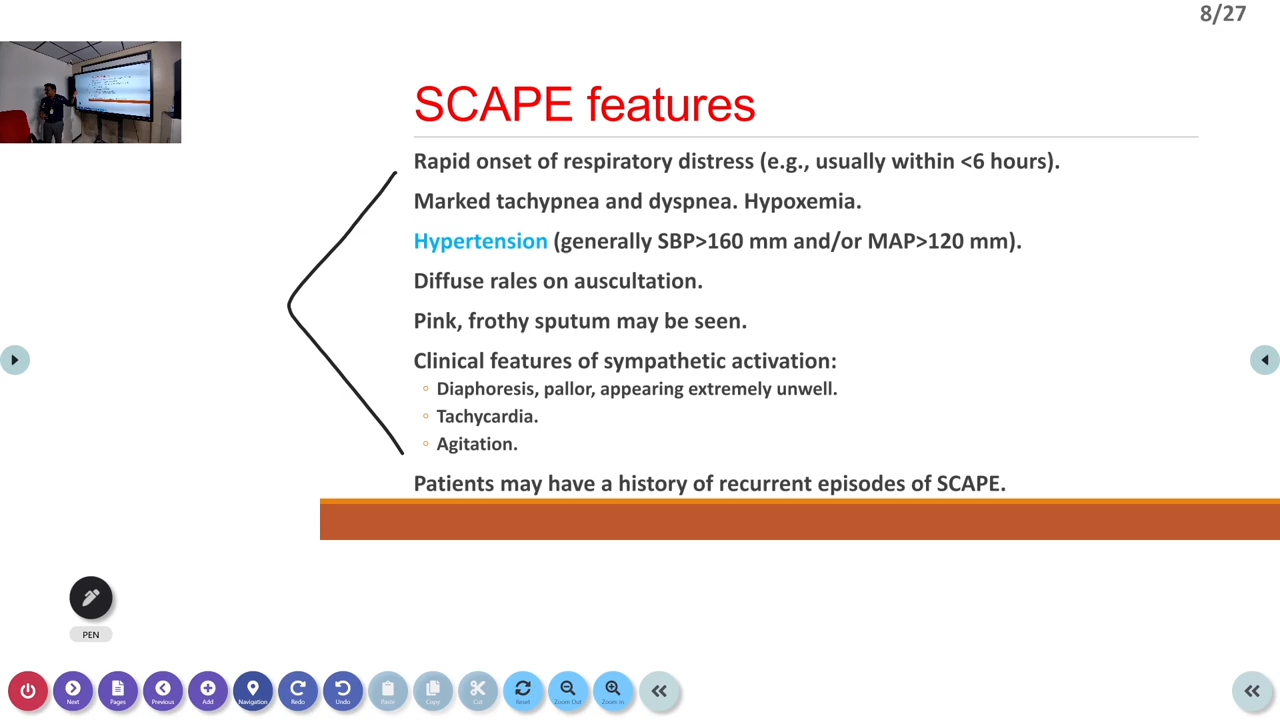 8/27
SCAPE features
Rapid onset of respiratory distress (e.g., usually within <6 hours).
Marked tachypnea and dyspnea. Hypoxemia.
Hypertension (generally SBP>160 mm and/or MAP>120 mm).
Diffuse rales on auscultation.
Pink, frothy sputum may be seen.
Clinical features of sympathetic activation:
◦ Diaphoresis, pallor, appearing extremely unwell.
◦ Tachycardia.
◦ Agitation.
Patients may have a history of recurrent episodes of SCAPE.
PEN
Next Pages Previous Add Navigation Redo Undo Paste Copy Cut Reset Zoom Out Zoom In